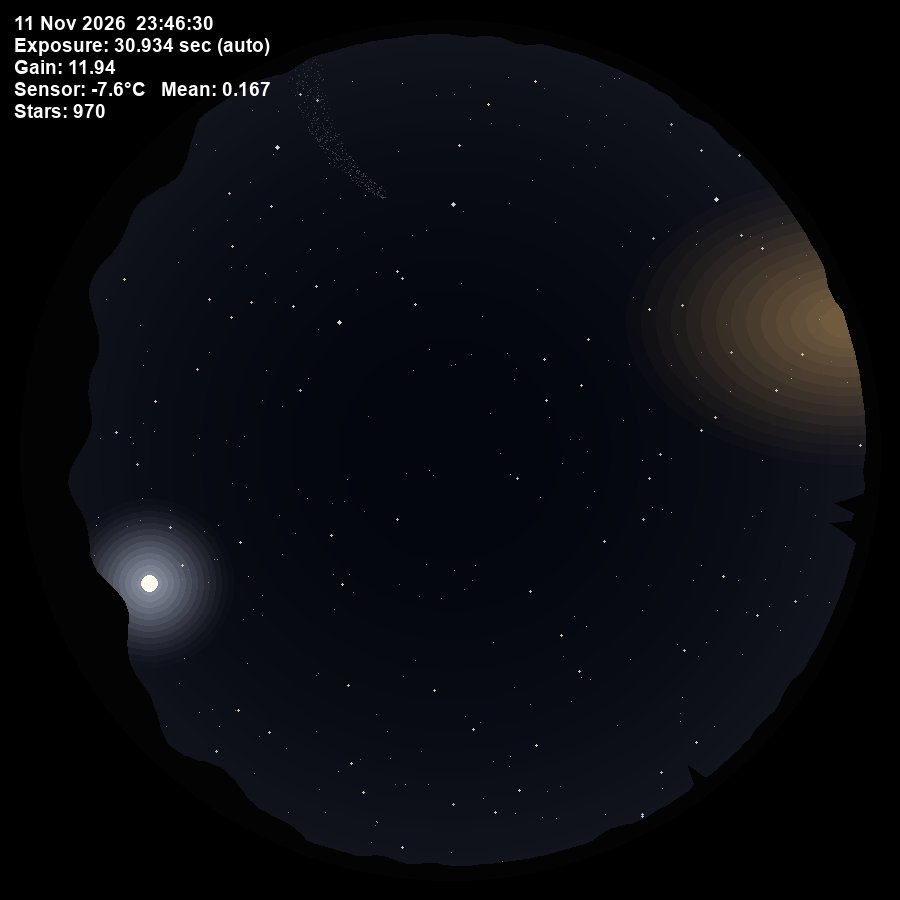 11 Nov 2026  23:46:30
Exposure: 30.934 sec (auto)
Gain: 11.94
Sensor: -7.6°C   Mean: 0.167
Stars: 970